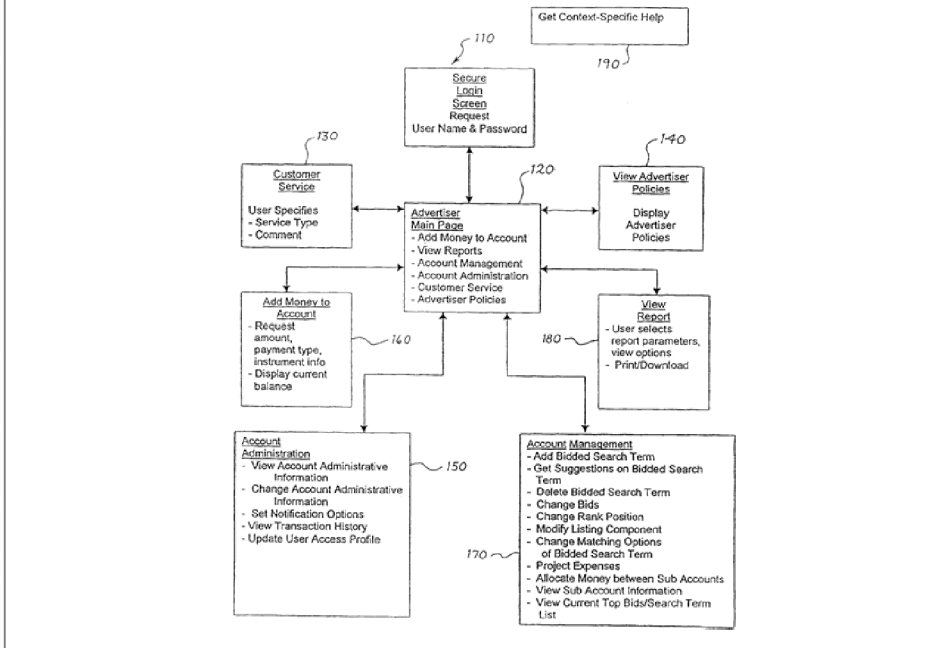 Get Context-Specific Help
190
110
Secure
Login
Screen
Request
User Name & Password
130
Customer
Service
User Specifies
- Service Type
- Comment
120
Advertiser
Main Page
- Add Money to Account
- View Reports
- Account Management
- Account Administration
- Customer Service
- Advertiser Policies
140
View Advertiser
Policies
Display
Advertiser
Policies
Add Money to
Account
- Request
amount,
payment type,
instrument info
- Display current
balance
160
180
View
Report
- User selects
report parameters,
view options
- Print/Download
Account
Administration
- View Account Administrative
Information
- Change Account Administrative
Information
- Set Notification Options
- View Transaction History
- Update User Access Profile
150
170
Account Management
- Add Bidded Search Term
- Get Suggestions on Bidded Search
Term
- Delete Bidded Search Term
- Change Bids
- Change Rank Position
- Modify Listing Component
- Change Matching Options
of Bidded Search Term
- Project Expenses
- Allocate Money between Sub Accounts
- View Sub Account Information
- View Current Top Bids/Search Term
List